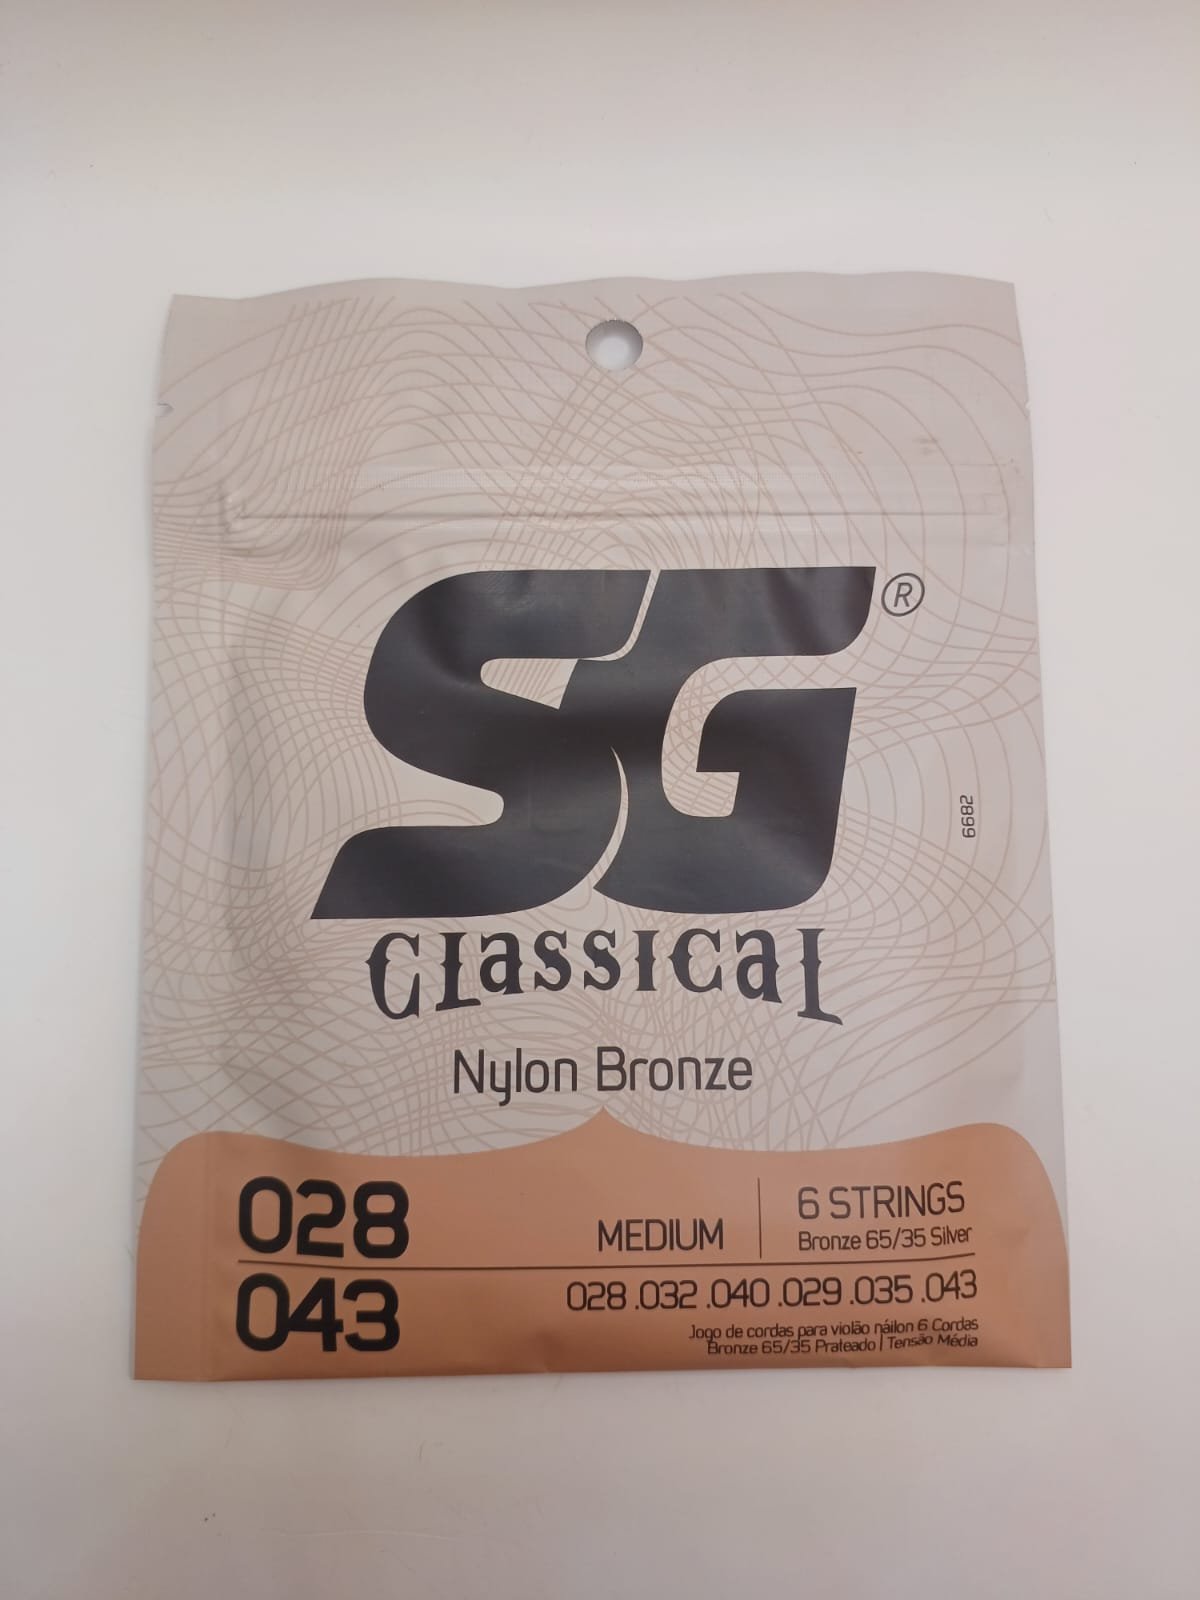 SG®
6682
Classical
Nylon Bronze
028
043
MEDIUM
6 STRINGS
Bronze 65/35 Silver
028 .032 .040 .029 .035 .043
Jogo de cordas para violão náilon 6 Cordas
Bronze 65/35 Prateado | Tensão Média